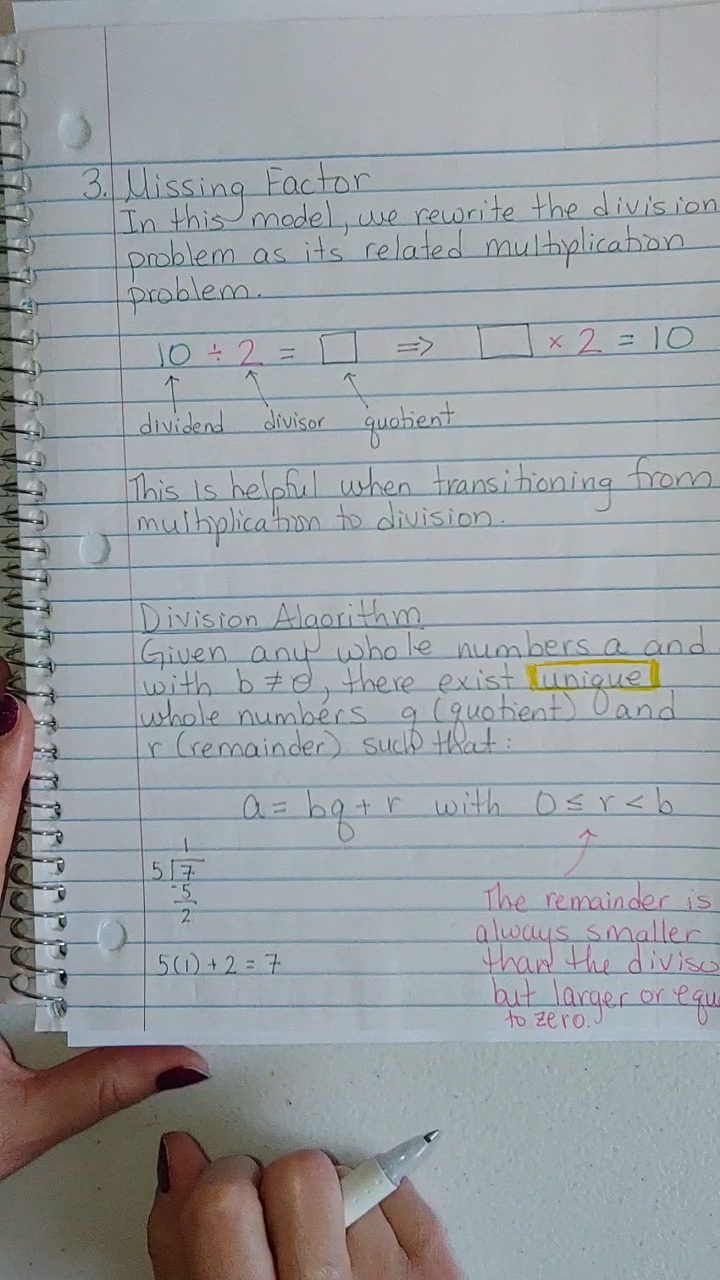 3. Missing Factor
In this model, we rewrite the division
problem as its related multiplication
problem.
10 ÷ 2 = □ ⇒ □ × 2 = 10
dividend divisor quotient
This is helpful when transitioning from
multiplication to division.
Division Algorithm
Given any whole numbers a and
with b ≠ 0, there exist unique
whole numbers q (quotient) and
r (remainder) such that:
a = bq + r with 0 ≤ r < b
1
5 7
-5
2
5(1) + 2 = 7
The remainder is
always smaller
than the diviso
but larger or equ
to zero.